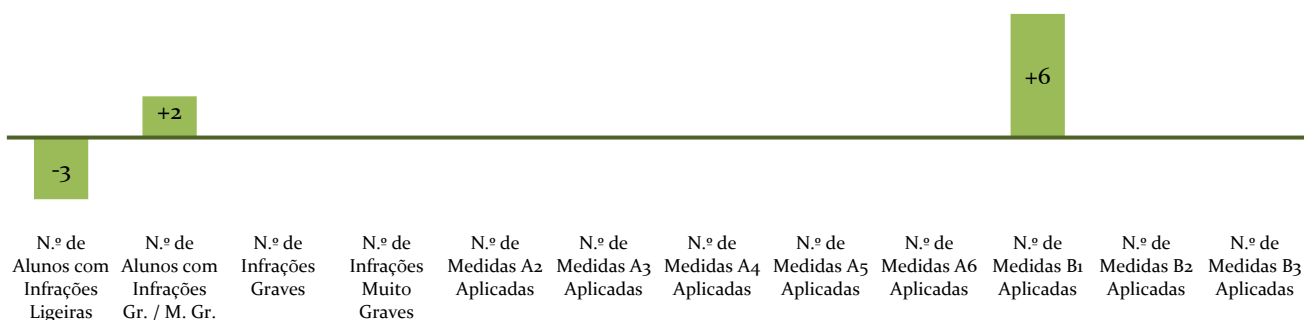 +6
+2
-3
N.º de
Alunos com
Infrações
Ligeiras
N.º de
Alunos com
Infrações
Gr. / M. Gr.
N.º de
Infrações
Graves
N.º de
Infrações
Muito
Graves
N.º de
Medidas A2
Aplicadas
N.º de
Medidas A3
Aplicadas
N.º de
Medidas A4
Aplicadas
N.º de
Medidas A5
Aplicadas
N.º de
Medidas A6
Aplicadas
N.º de
Medidas B1
Aplicadas
N.º de
Medidas B2
Aplicadas
N.º de
Medidas B3
Aplicadas